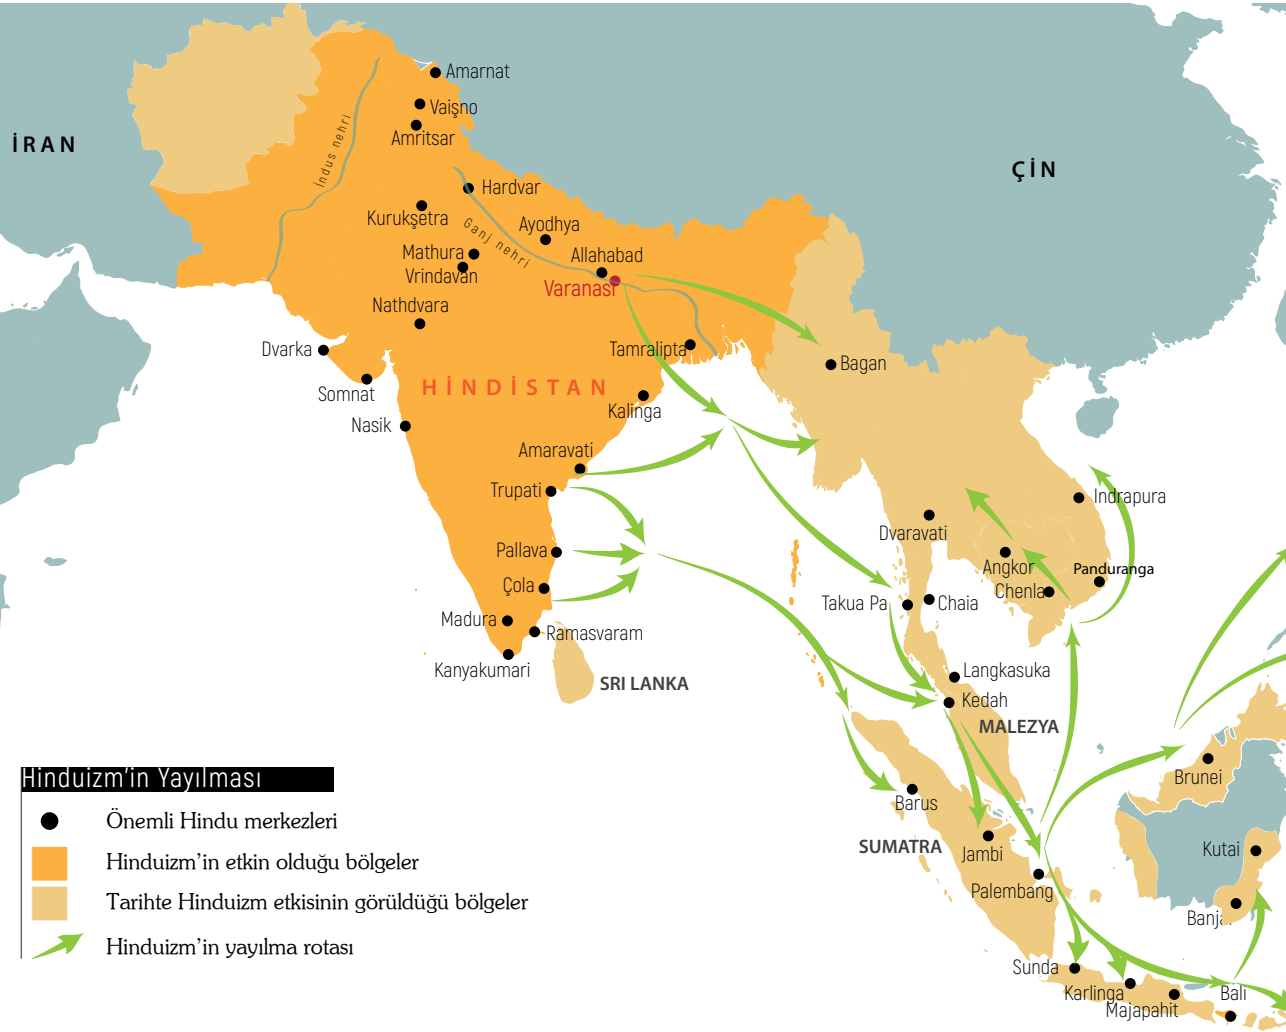 Amarnat
Vaişno
Amritsar
İRAN
İndus nehri
ÇİN
Hardvar
Kurukşetra
Ganj nehri
Ayodhya
Mathura
Vrindavan
Allahabad
Varanasi
Nathdvara
Dvarka
Tamralipta
Bagan
Somnat
HİNDİSTAN
Kalinga
Nasik
Amaravati
Trupati
Indrapura
Dvaravati
Pallava
Angkor
Panduranga
Çola
Chenla
Takua Pa
Chaia
Madura
Ramasvaram
Kanyakumari
SRI LANKA
Langkasuka
Kedah
MALEZYA
Brunei
Hinduizm'in Yayılması
Önemli Hindu merkezleri
Hinduizm'in etkin olduğu bölgeler
Tarihte Hinduizm etkisinin görüldüğü bölgeler
Hinduizm'in yayılma rotası
Barus
SUMATRA
Jambi
Kutai
Palembang
Sunda
Karlinga
Majapahit
Balı